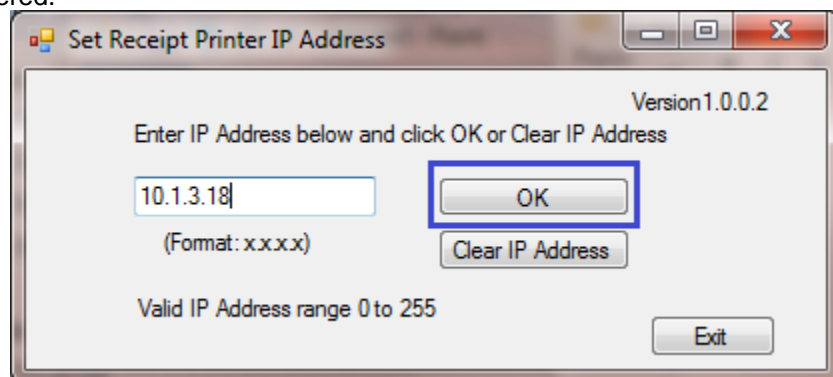 ered.
Set Receipt Printer IP Address
Version1.0.0.2
Enter IP Address below and click OK or Clear IP Address
10.1.3.18
OK
(Format: x.x.x.x)
Clear IP Address
Valid IP Address range 0 to 255
Exit